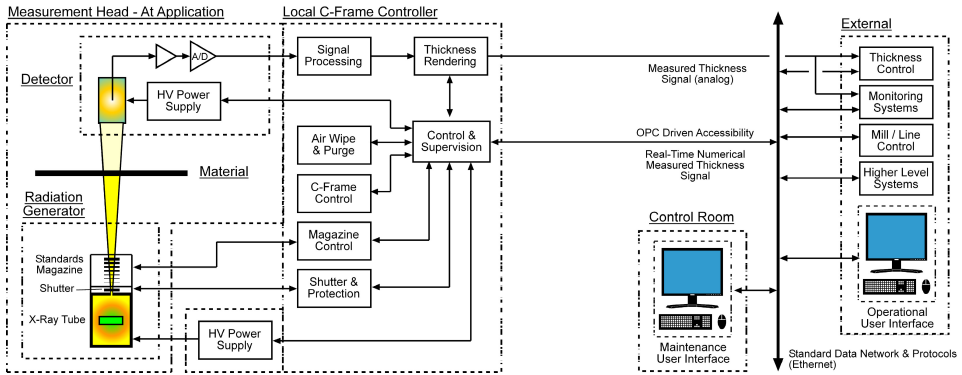 Measurement Head - At Application
Local C-Frame Controller
External
Detector
A/D
HV Power
Supply
Signal
Processing
Thickness
Rendering
Measured Thickness
Signal (analog)
Thickness
Control
Monitoring
Systems
Air Wipe
& Purge
Control &
Supervision
OPC Driven Accessibility
Real-Time Numerical
Measured Thickness
Signal
Mill / Line
Control
Higher Level
Systems
Material
C-Frame
Control
Radiation
Generator
Magazine
Control
Control Room
Standards
Magazine
Shutter
Shutter &
Protection
X-Ray Tube
HV Power
Supply
Operational
User Interface
Maintenance
User Interface
Standard Data Network & Protocols
(Ethernet)